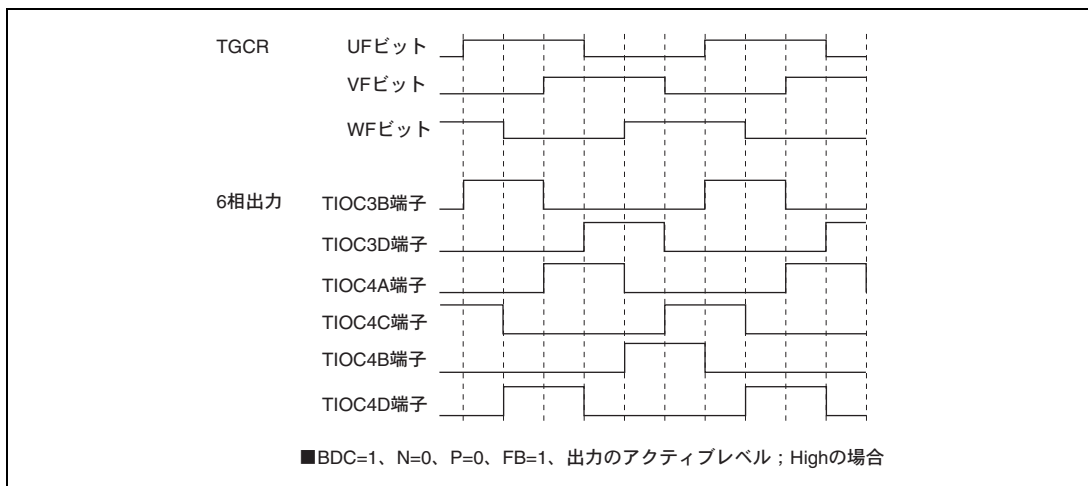 TGCR UFビット
VFビット
WFビット
6相出力 TIOC3B端子
TIOC3D端子
TIOC4A端子
TIOC4C端子
TIOC4B端子
TIOC4D端子
■BDC=1、N=0、P=0、FB=1、出力のアクティブレベル；Highの場合